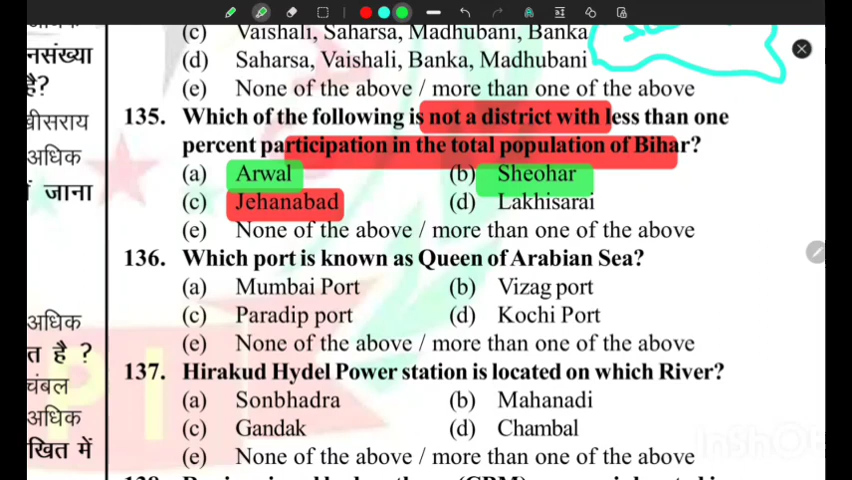 (c) Vaishali, Saharsa, Madhubani, Banka
नसंख्या
(d) Saharsa, Vaishali, Banka, Madhubani
है?
(e) None of the above / more than one of the above
135. Which of the following is not a district with less than one
खीसराय
percent participation in the total population of Bihar?
अधिक
(a) Arwal (b) Sheohar
जाना
(c) Jehanabad (d) Lakhisarai
(e) None of the above / more than one of the above
136. Which port is known as Queen of Arabian Sea?
(a) Mumbai Port (b) Vizag port
(c) Paradip port (d) Kochi Port
अधिक
(e) None of the above / more than one of the above
त है ?
137. Hirakud Hydel Power station is located on which River?
चंबल
(a) Sonbhadra (b) Mahanadi
अधिक
(c) Gandak (d) Chambal
खित में
(e) None of the above / more than one of the above
PI
InShOt